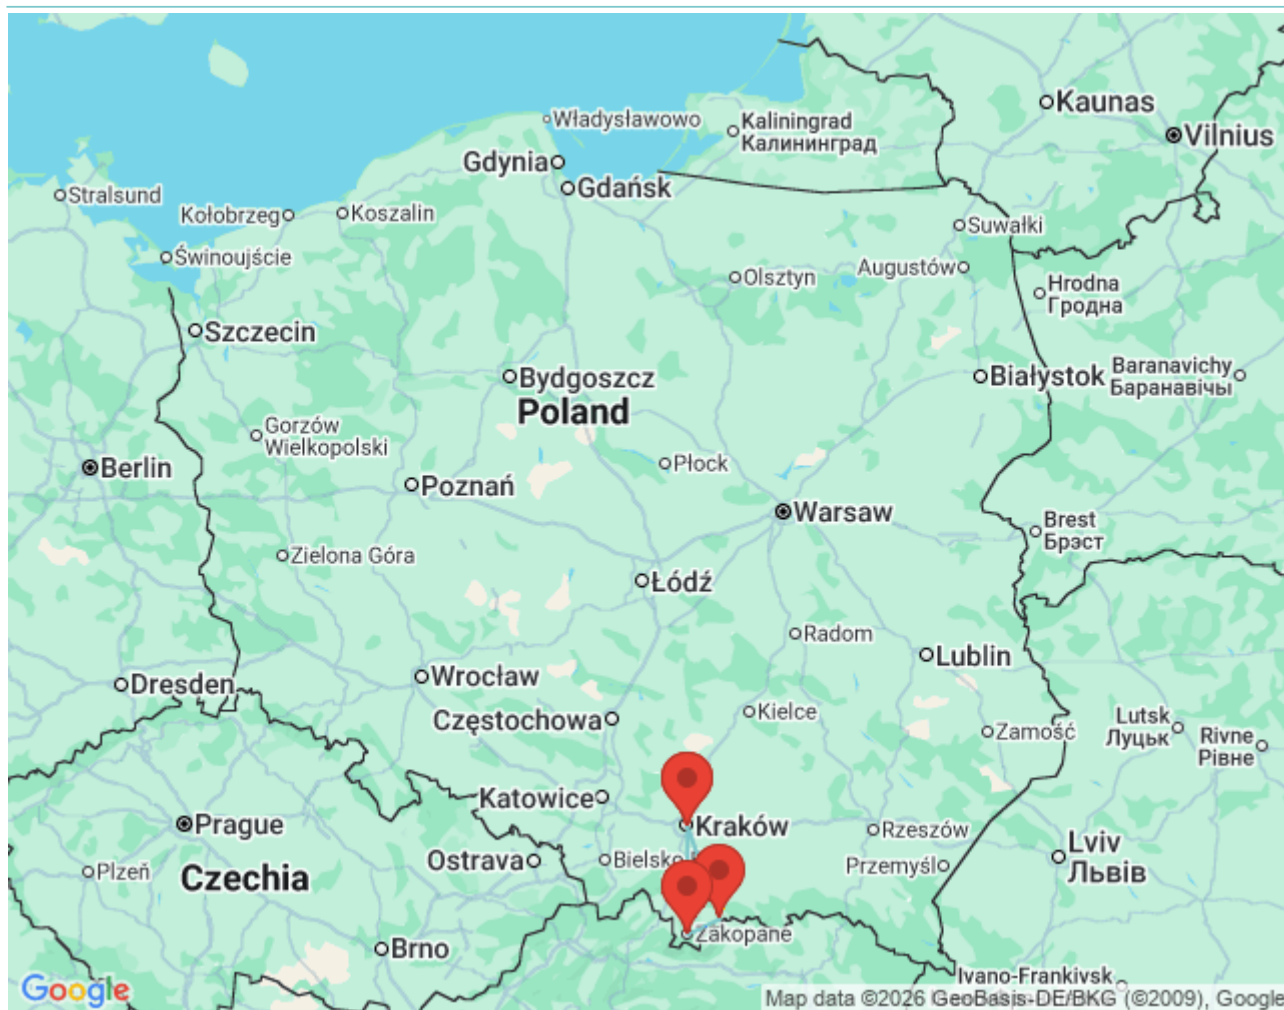 Władysławowo
Kaliningrad
Калининград
Kaunas
Vilnius
Gdynia
Gdańsk
Stralsund
Kołobrzeg
Koszalin
Suwałki
Świnoujście
Olsztyn
Augustów
Hrodna
Гродна
Szczecin
Bydgoszcz
Białystok
Baranavichy
Баранавічы
Poland
Gorzów
Wielkopolski
Berlin
Płock
Poznań
Warsaw
Brest
Брэст
Zielona Góra
Łódź
Radom
Lublin
Wrocław
Dresden
Częstochowa
Kielce
Zamość
Lutsk
Луцьк
Rivne
Рівне
Katowice
Kraków
Prague
Rzeszów
Ostrava
Bielsko
Przemyśl
Lviv
Львів
Plzeň
Czechia
Zakopane
Brno
Ivano-Frankivsk
Google
Map data ©2026 GeoBasis-DE/BKG (©2009), Google